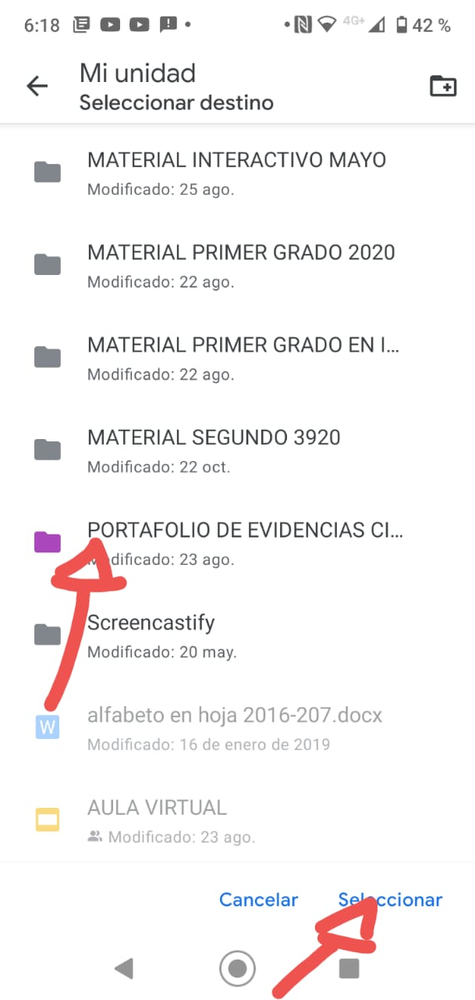 6:18
4G+ 42 %
Mi unidad
Seleccionar destino
MATERIAL INTERACTIVO MAYO
Modificado: 25 ago.
MATERIAL PRIMER GRADO 2020
Modificado: 22 ago.
MATERIAL PRIMER GRADO EN I...
Modificado: 22 ago.
MATERIAL SEGUNDO 3920
Modificado: 22 oct.
PORTAFOLIO DE EVIDENCIAS CI...
Modificado: 23 ago.
Screencastify
Modificado: 20 may.
W
alfabeto en hoja 2016-207.docx
Modificado: 16 de enero de 2019
AULA VIRTUAL
Modificado: 23 ago.
Cancelar Seleccionar